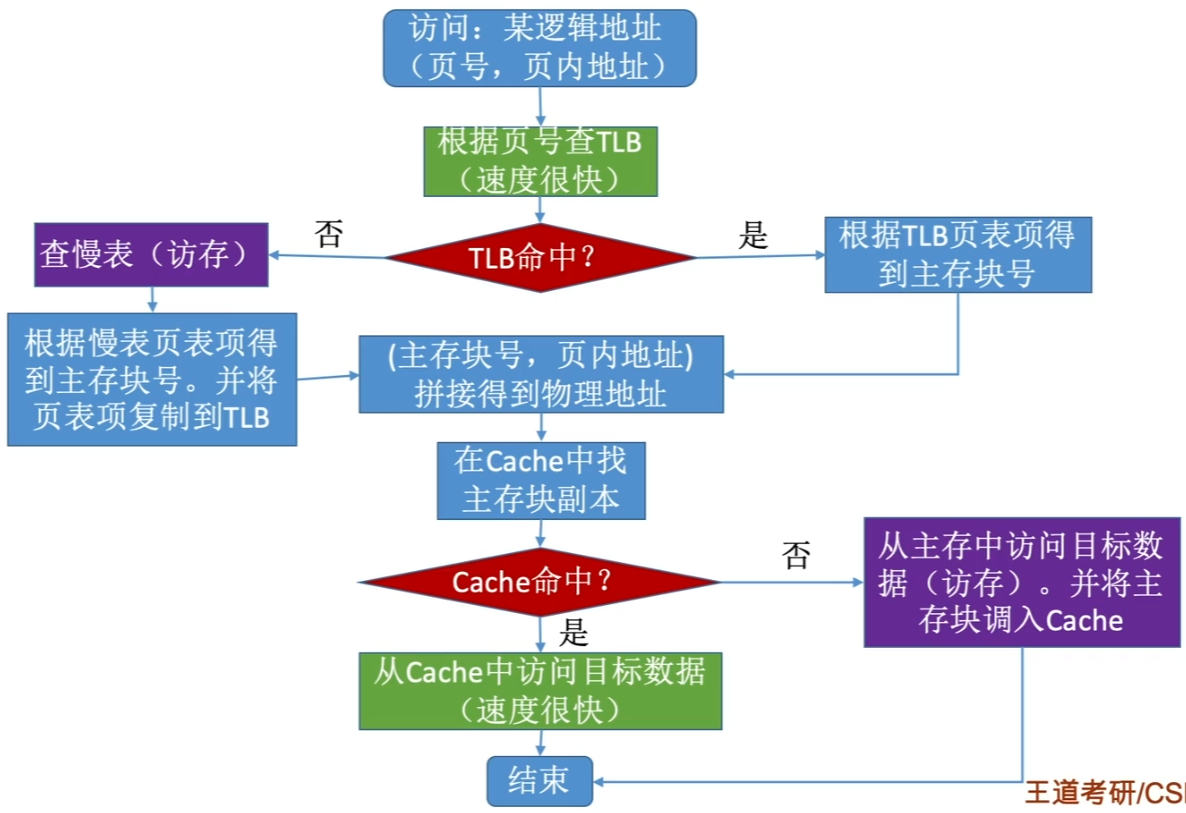 访问：某逻辑地址
（页号，页内地址）
根据页号查TLB
（速度很快）
否
TLB命中？
是
查慢表（访存）
根据TLB页表项得
到主存块号
根据慢表页表项得
到主存块号。并将
页表项复制到TLB
(主存块号，页内地址)
拼接得到物理地址
在Cache中找
主存块副本
Cache命中？
否
从主存中访问目标数
据（访存）。并将主
存块调入Cache
是
从Cache中访问目标数据
（速度很快）
结束
王道考研/CSI